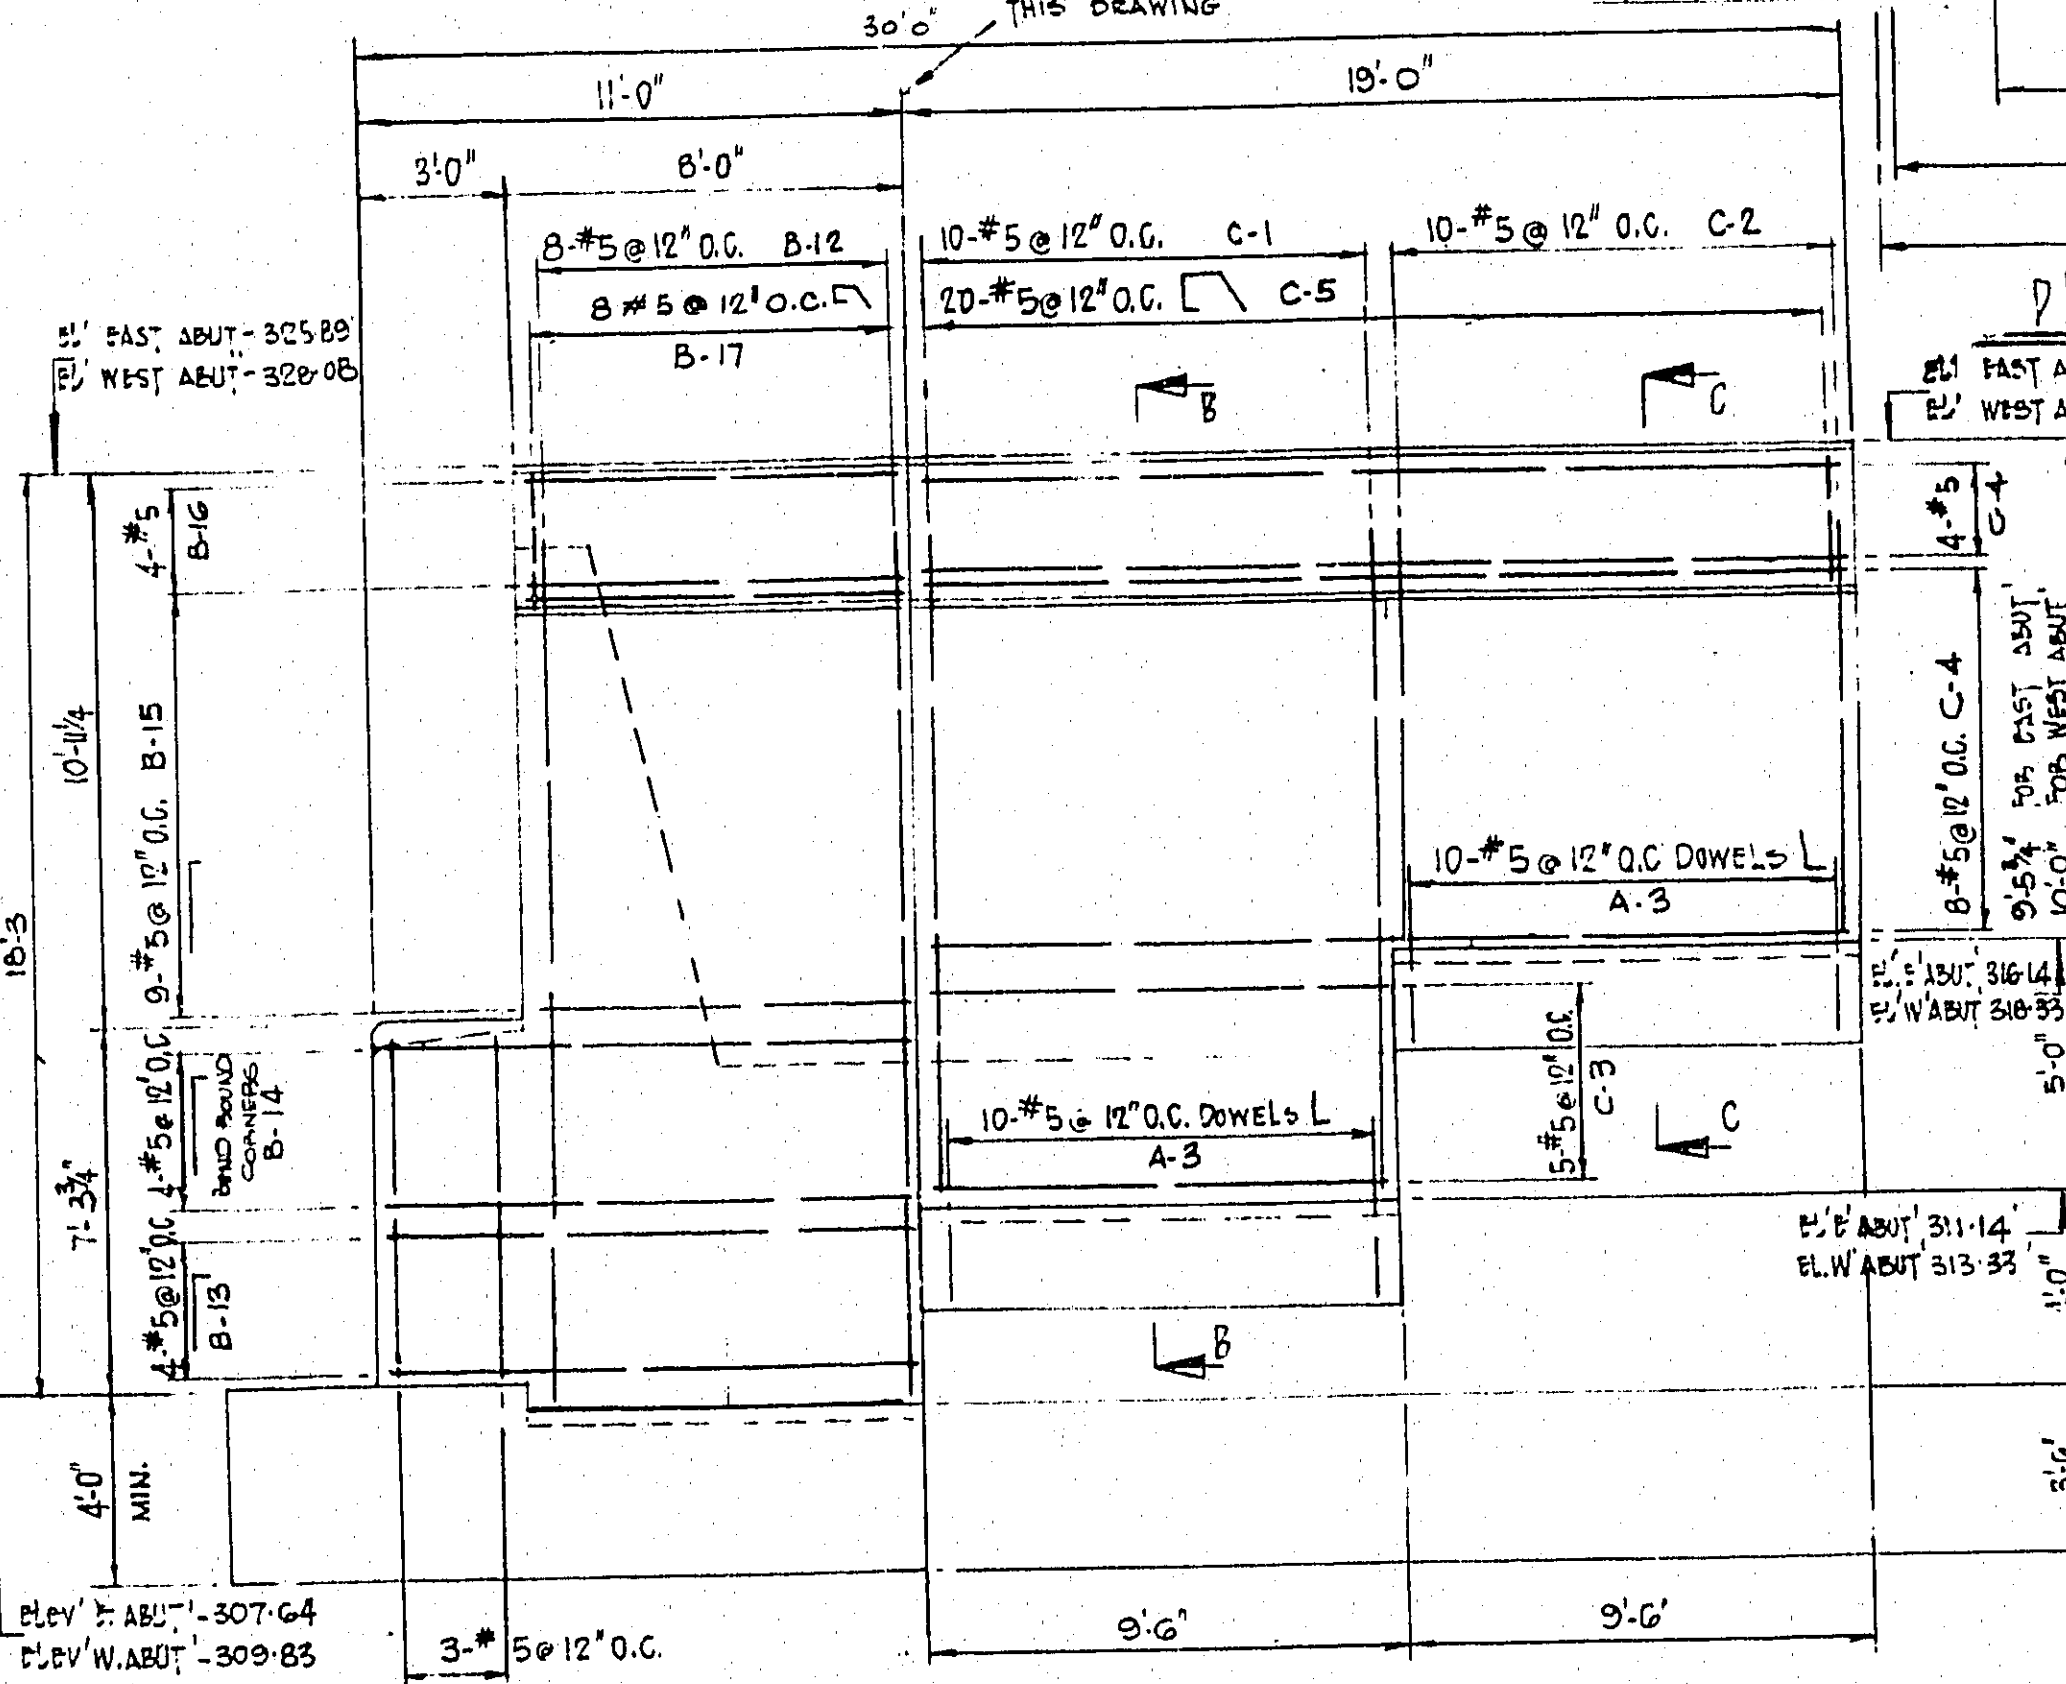 THIS DRAWING
30'0"
11'-0"
19'-0"
3'-0"
8'-0"
8-#5@12" O.C. B-12
10-#5@12" O.C. C-1
10-#5@12" O.C. C-2
8#5@12" O.C.
B-17
20-#5@12" O.C. C-5
EL' EAST ABUT-325.89'
EL' WEST ABUT-328.08
B
C
EL' EAST A
EL' WEST A
4-#5
B-16
4-#5
C-4
18'-3
10'-11/4
9-#5@12" O.C. B-15
8-#5@12" O.C. C-4
9'-5¾" FOR EAST ABUT.
10'-0" FOR WEST ABUT
10-#5@12" O.C DOWELS
A-3
EL' E' ABUT' 316.14
EL' W' ABUT' 318.33
5'-0"
4-#5@12" O.C
BEND ROUND
CORNERS
B-14
7'-3¾"
4-#5@12" O.C
B-13
10-#5@12" O.C. DOWELS
A-3
5-#5@12" O.C
C-3
C
EL' E' ABUT' 311.14'
EL. W' ABUT' 313.33'
B
4'-0"
MIN.
3'-6'
ELEV' E. ABUT'-307.64
ELEV' W. ABUT'-309.83
3-#5@12" O.C.
9'-6"
9'-6'